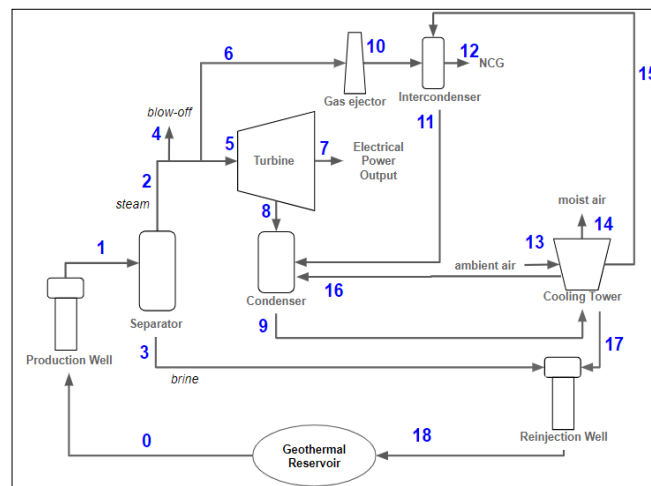 6
10
12
NCG
15
Gas ejector
Intercondenser
blow-off
4
11
5
Turbine
7
Electrical
Power
Output
2
steam
8
moist air
14
1
13
ambient air
16
Condenser
Cooling Tower
Separator
9
17
Production Well
3
brine
Reinjection Well
0
Geothermal
Reservoir
18